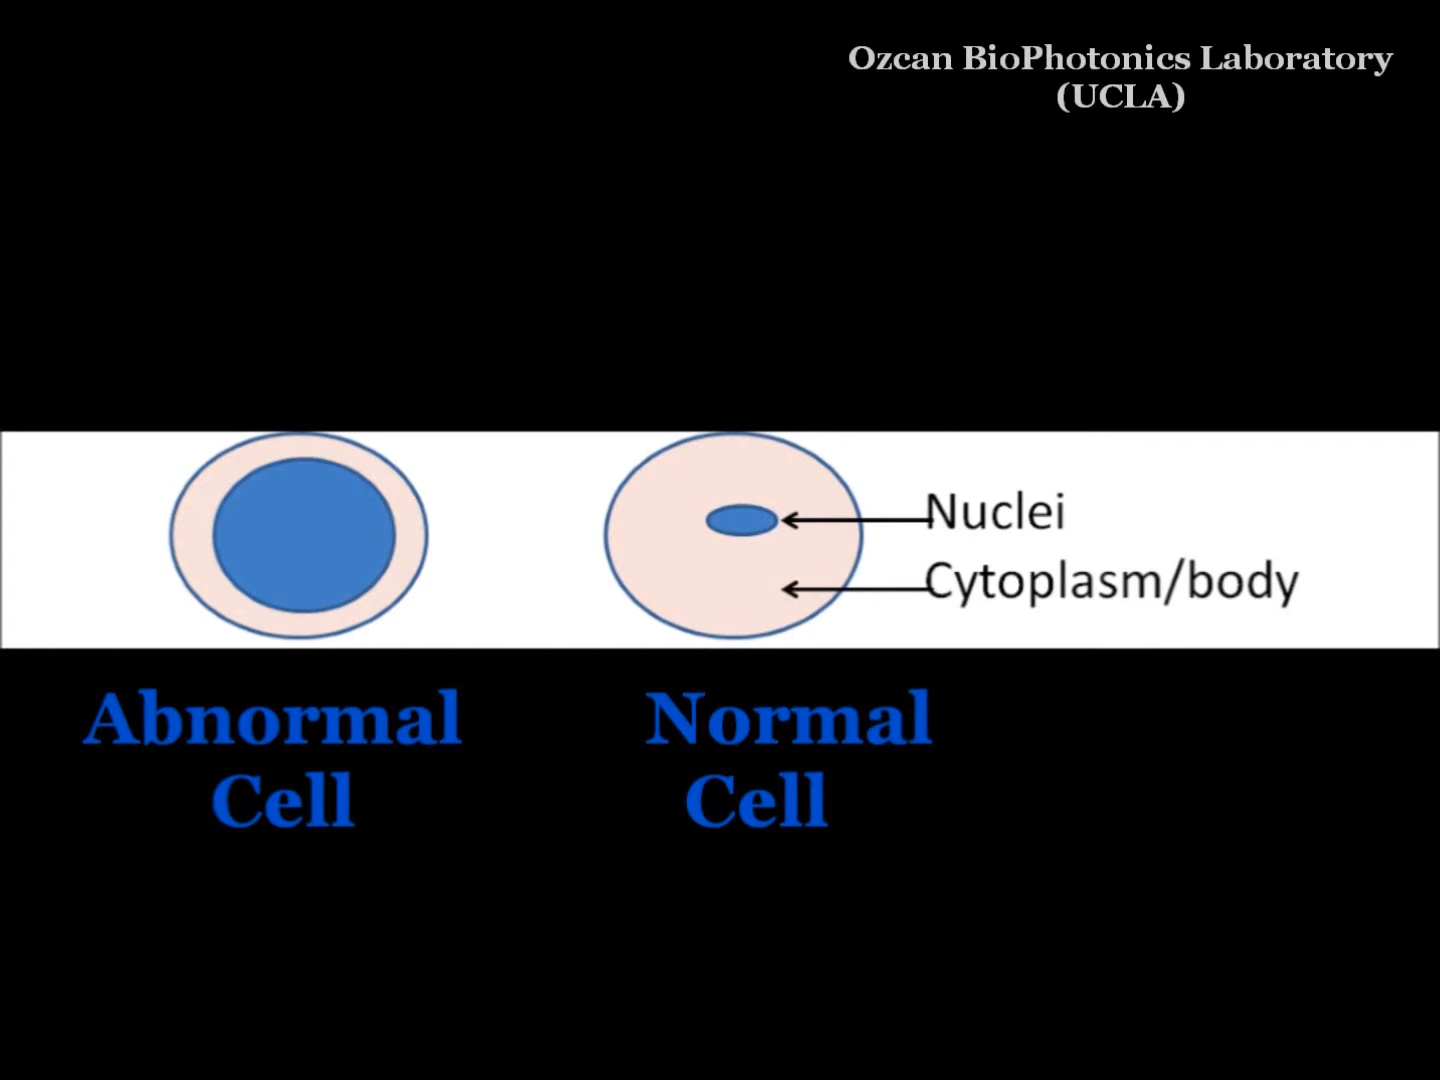 Ozcan BioPhotonics Laboratory
(UCLA)
Nuclei
Cytoplasm/body
Abnormal
Cell
Normal
Cell